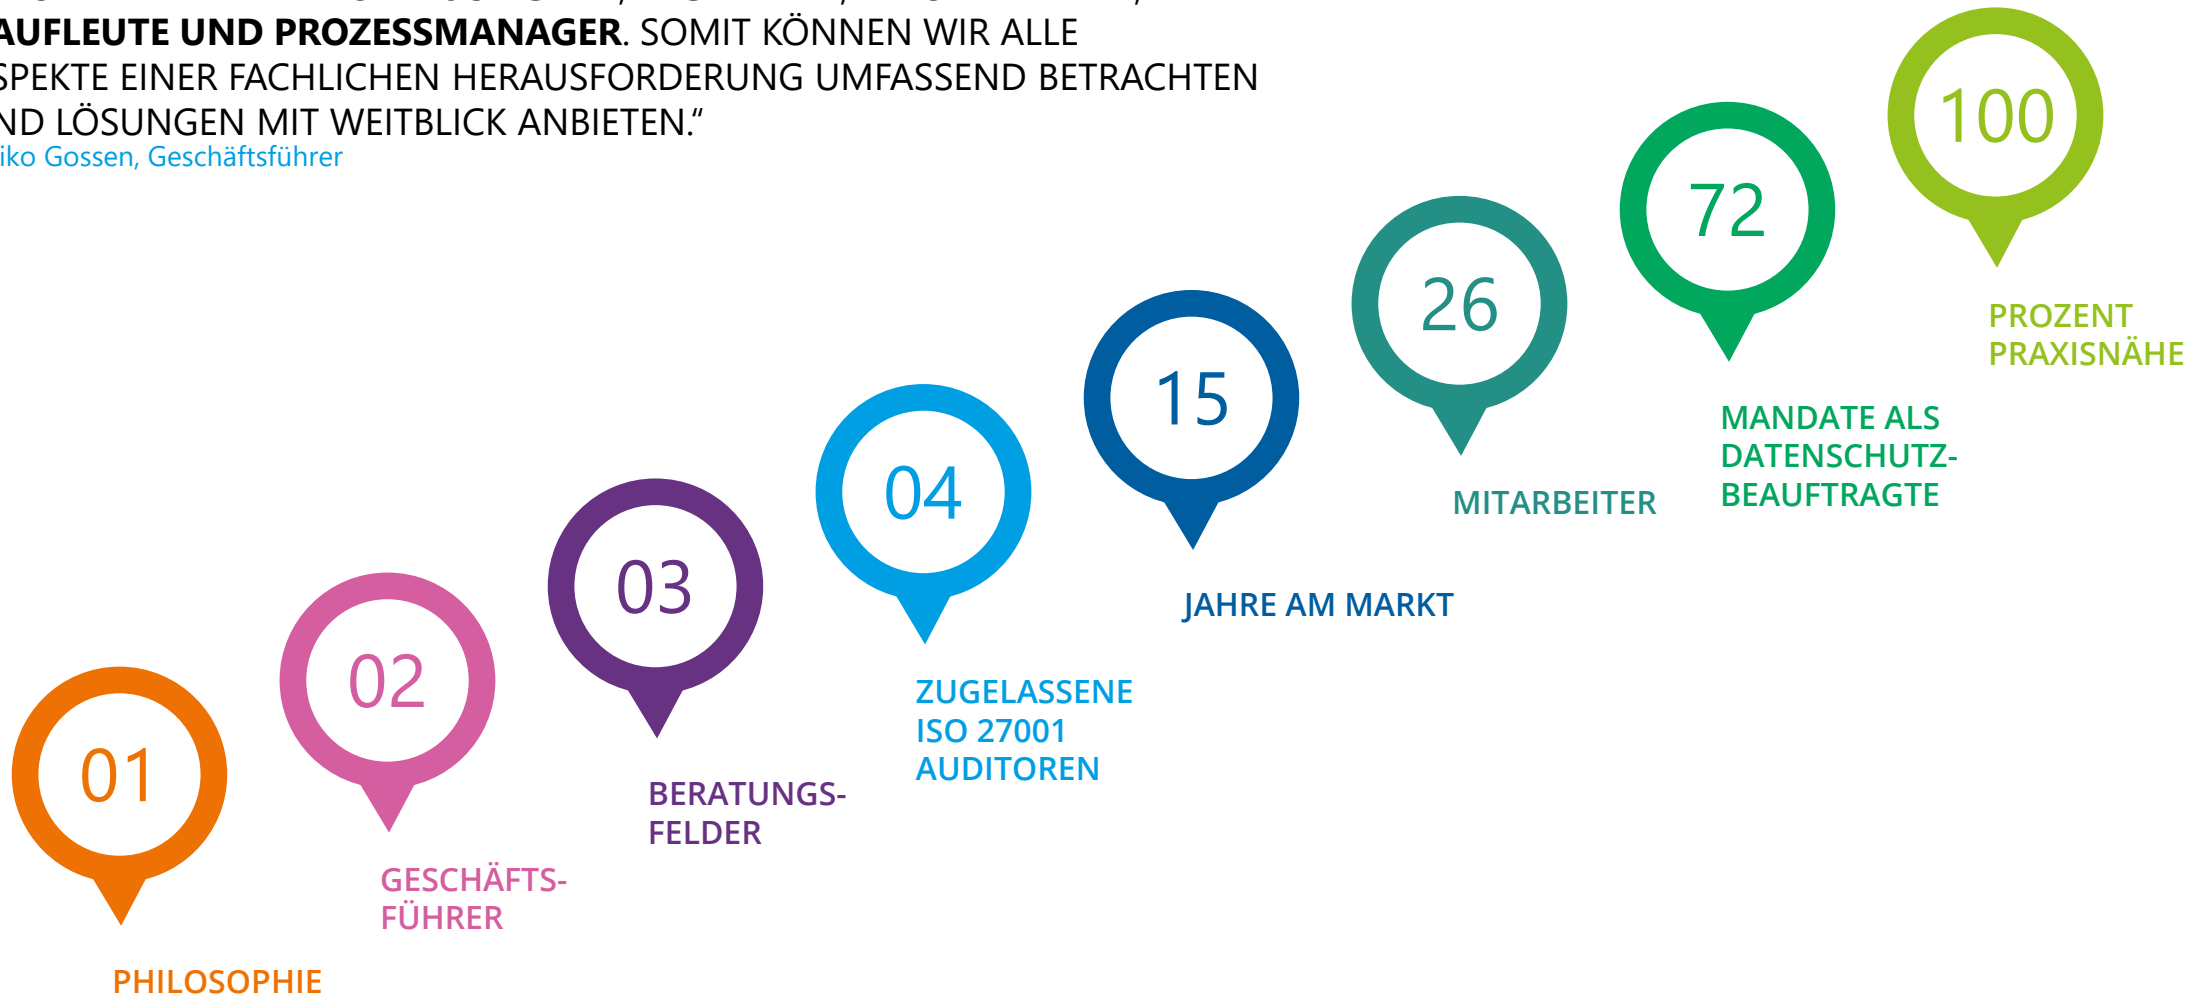 AUFLEUTE UND PROZESSMANAGER. SOMIT KÖNNEN WIR ALLE
SPEKTE EINER FACHLICHEN HERAUSFORDERUNG UMFASSEND BETRACHTEN
ND LÖSUNGEN MIT WEITBLICK ANBIETEN.“
iko Gossen, Geschäftsführer
100
PROZENT
PRAXISNÄHE
72
MANDATE ALS
DATENSCHUTZ-
BEAUFTRAGTE
26
MITARBEITER
15
JAHRE AM MARKT
04
ZUGELASSENE
ISO 27001
AUDITOREN
03
BERATUNGS-
FELDER
02
GESCHÄFTS-
FÜHRER
01
PHILOSOPHIE